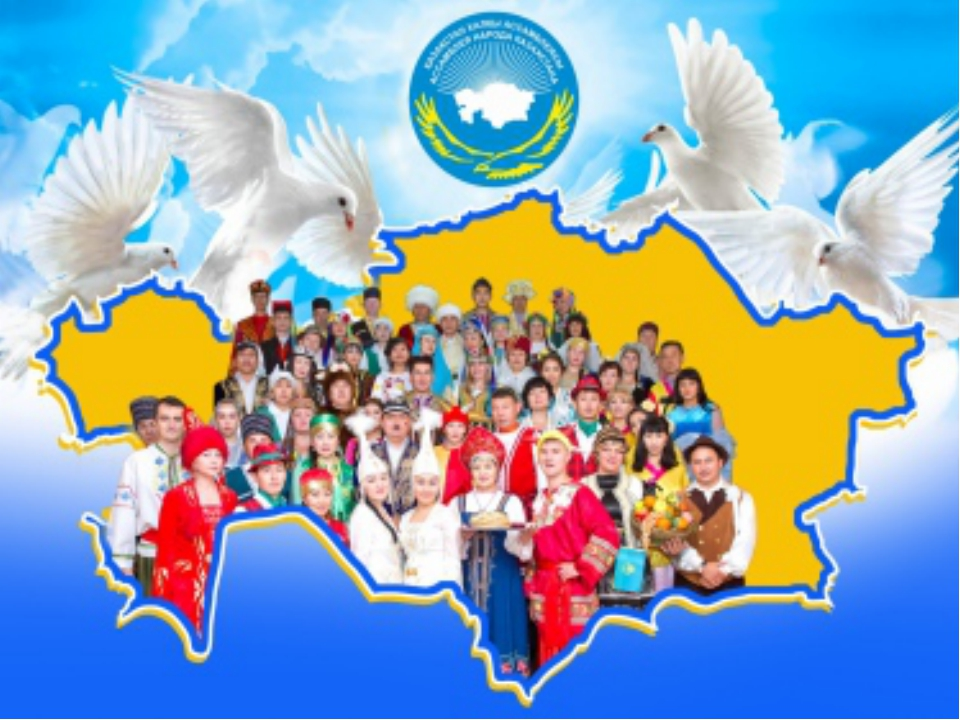 ҚАЗАҚСТАН ХАЛҚЫ АССАМБЛЕЯСЫ
АССАМБЛЕЯ НАРОДА КАЗАХСТАНА